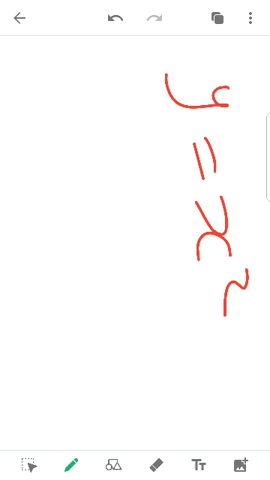 y = x²